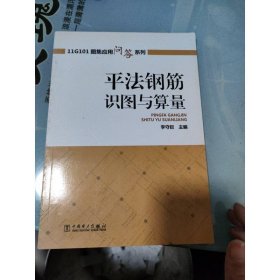 11G101图集应用问答系列
平法钢筋
识图与算量
PINGFA GANGJIN
SHITU YU SUANLIANG
李守巨 主编
中国电力出版社